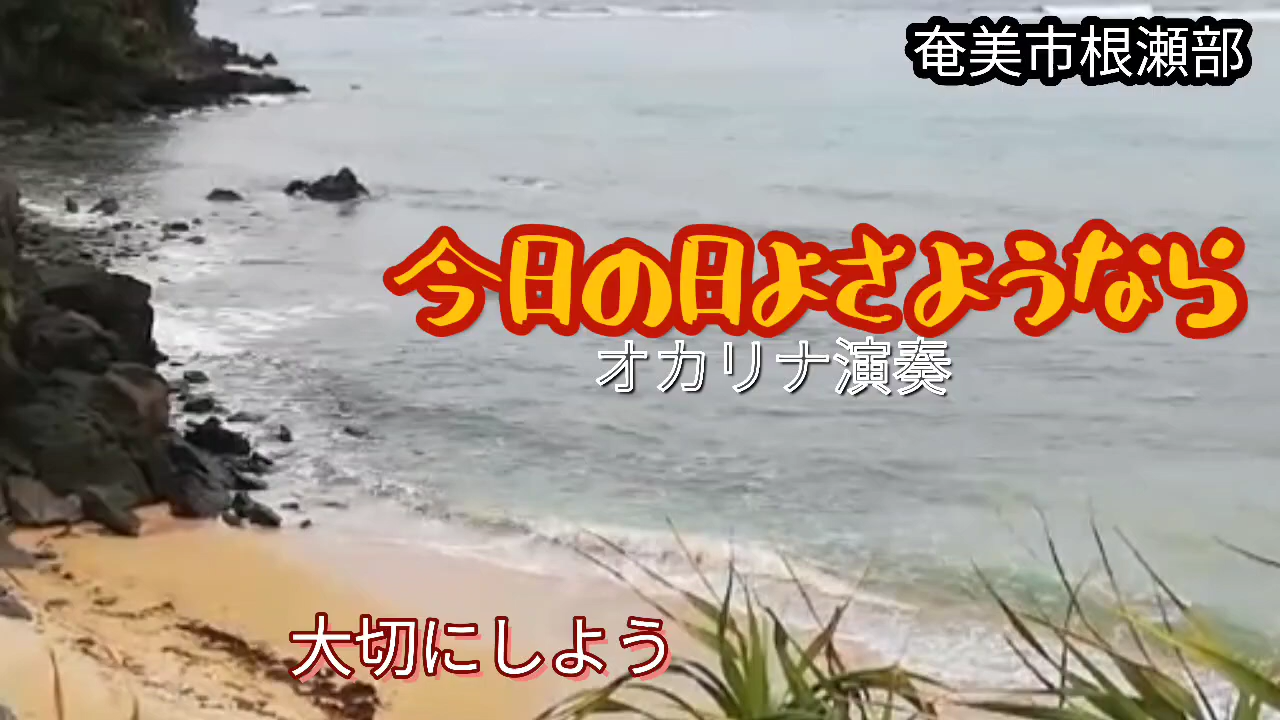 奄美市根瀬部
今日の日よさようなら
オカリナ演奏
大切にしよう